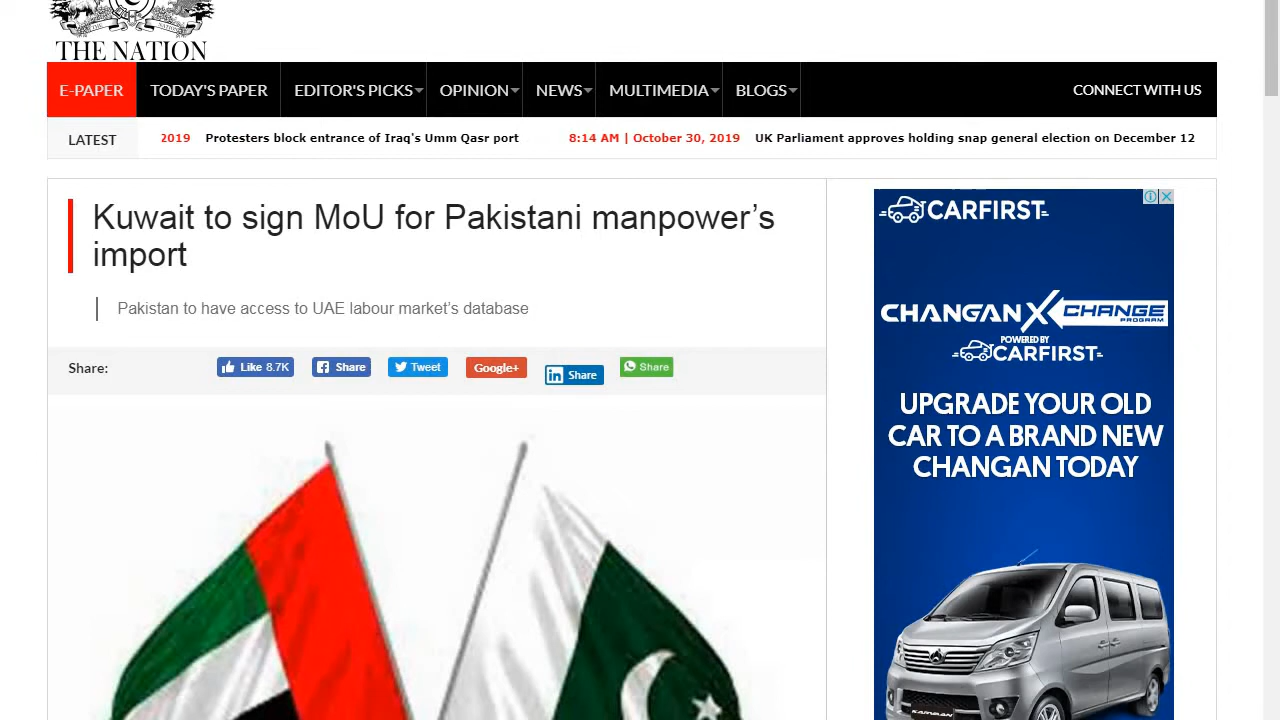 THE NATION
E-PAPER TODAY'S PAPER EDITOR'S PICKS OPINION NEWS MULTIMEDIA BLOGS CONNECT WITH US
LATEST 2019 Protesters block entrance of Iraq's Umm Qasr port 8:14 AM | October 30, 2019 UK Parliament approves holding snap general election on December 12
Kuwait to sign MoU for Pakistani manpower’s
import
Pakistan to have access to UAE labour market’s database
Share: Like 8.7K Share Tweet Google+ Share Share
CARFIRST
CHANGAN XCHANGE
PROGRAM
POWERED BY
CARFIRST
UPGRADE YOUR OLD
CAR TO A BRAND NEW
CHANGAN TODAY
KARVAAN